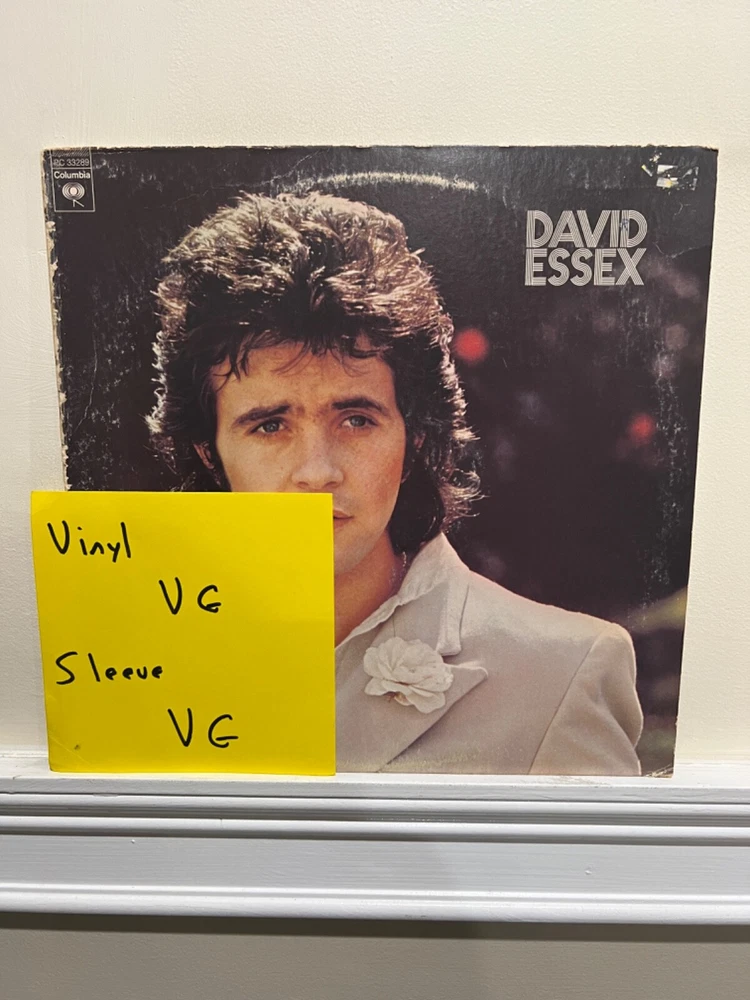 PC 33289
Columbia
DAVID
ESSEX
Vinyl
VG
Sleeve
VG